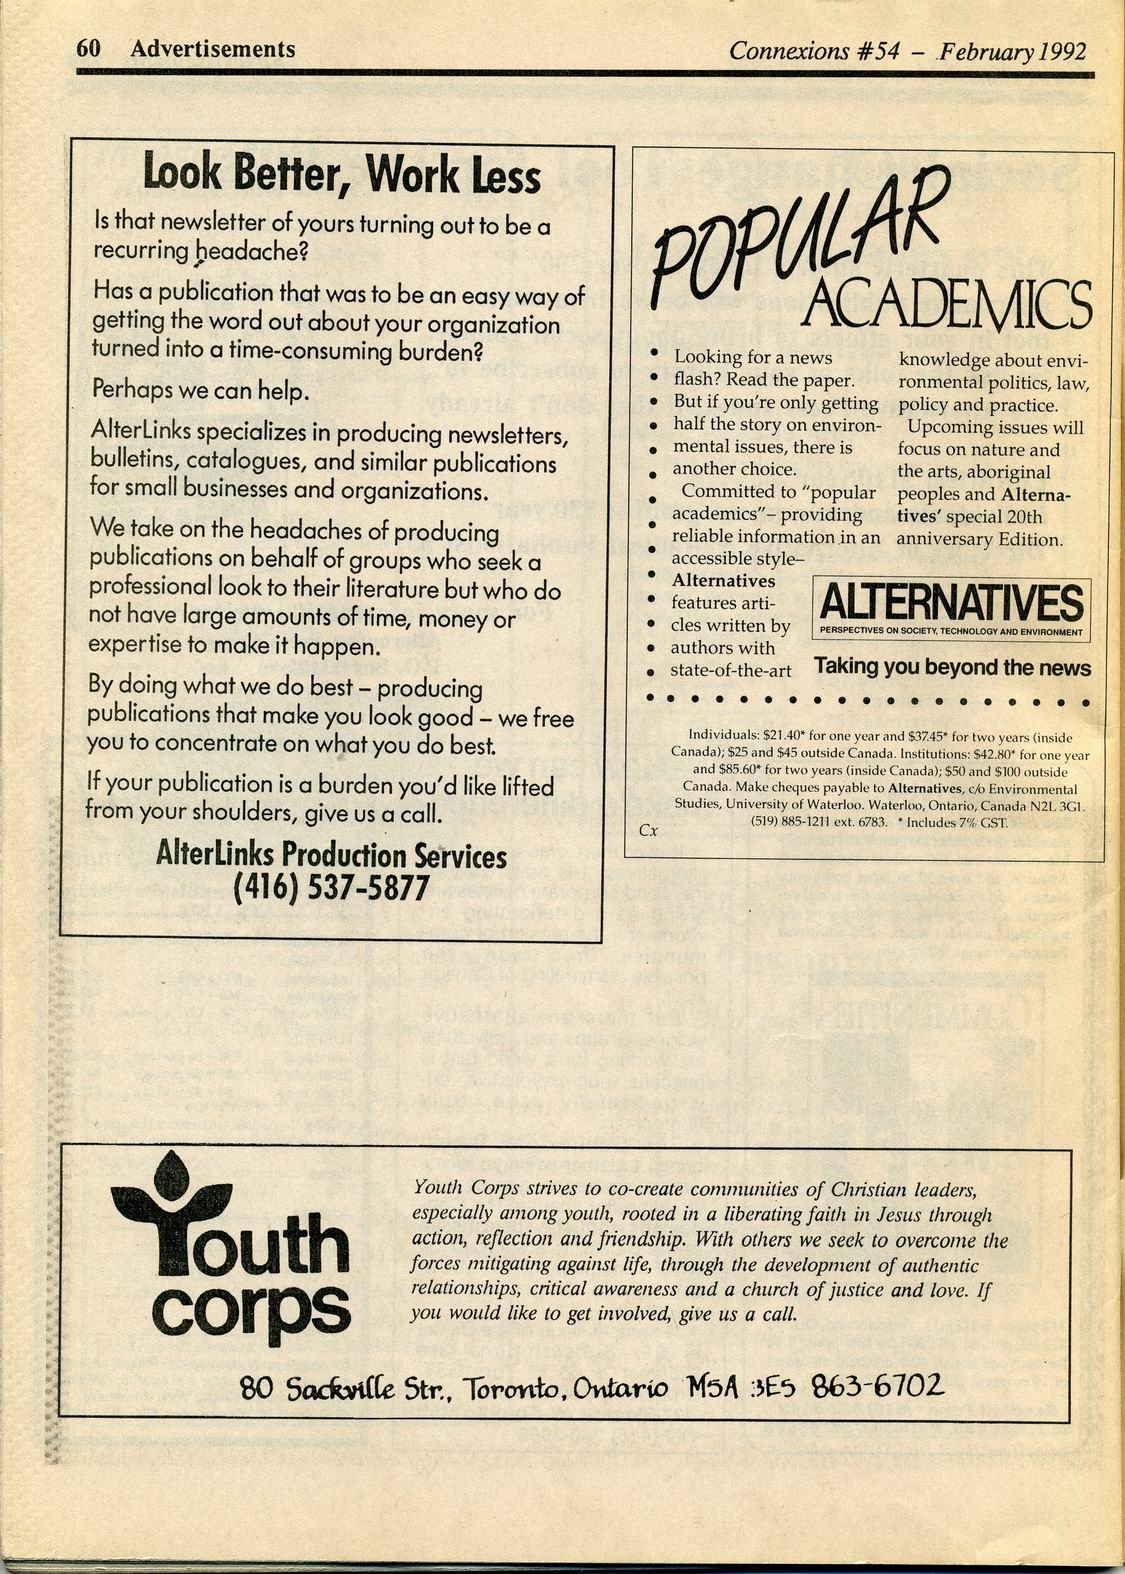 60 Advertisements
Connexions #54 – February 1992
Look Better, Work Less
Is that newsletter of yours turning out to be a
recurring headache?
Has a publication that was to be an easy way of
getting the word out about your organization
turned into a time-consuming burden?
Perhaps we can help.
AlterLinks specializes in producing newsletters,
bulletins, catalogues, and similar publications
for small businesses and organizations.
We take on the headaches of producing
publications on behalf of groups who seek a
professional look to their literature but who do
not have large amounts of time, money or
expertise to make it happen.
By doing what we do best – producing
publications that make you look good – we free
you to concentrate on what you do best.
If your publication is a burden you'd like lifted
from your shoulders, give us a call.
AlterLinks Production Services
(416) 537-5877
POPULAR
ACADEMICS
Looking for a news
flash? Read the paper.
But if you're only getting
half the story on environ-
mental issues, there is
another choice.
Committed to "popular
academics"– providing
reliable information in an
accessible style–
Alternatives
features arti-
cles written by
authors with
state-of-the-art
knowledge about envi-
ronmental politics, law,
policy and practice.
Upcoming issues will
focus on nature and
the arts, aboriginal
peoples and Alterna-
tives' special 20th
anniversary Edition.
ALTERNATIVES
PERSPECTIVES ON SOCIETY, TECHNOLOGY AND ENVIRONMENT
Taking you beyond the news
Individuals: $21.40* for one year and $37.45* for two years (inside
Canada); $25 and $45 outside Canada. Institutions: $42.80* for one year
and $85.60* for two years (inside Canada); $50 and $100 outside
Canada. Make cheques payable to Alternatives, c/o Environmental
Studies, University of Waterloo. Waterloo, Ontario, Canada N2L 3G1.
(519) 885-1211 ext. 6783. * Includes 7% GST.
Cx
Youth
corps
Youth Corps strives to co-create communities of Christian leaders,
especially among youth, rooted in a liberating faith in Jesus through
action, reflection and friendship. With others we seek to overcome the
forces mitigating against life, through the development of authentic
relationships, critical awareness and a church of justice and love. If
you would like to get involved, give us a call.
80 Sackville Str., Toronto, Ontario M5A 3E5 863-6702